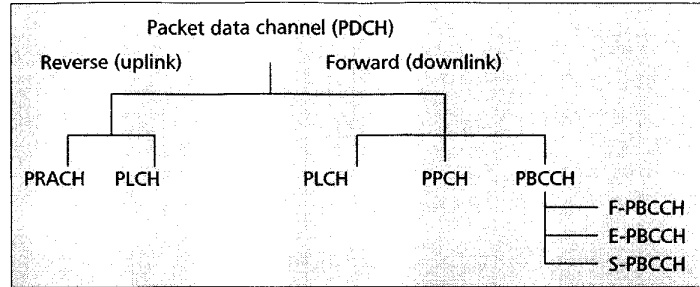 Packet data channel (PDCH)
Reverse (uplink) Forward (downlink)
PRACH PLCH PLCH PPCH PBCCH
F-PBCCH
E-PBCCH
S-PBCCH